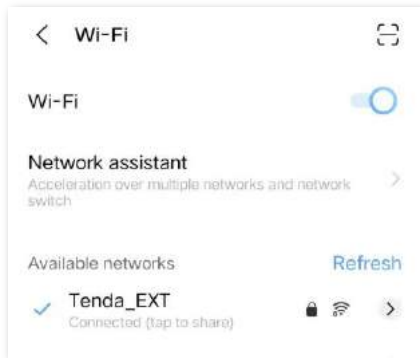 Wi-Fi
Wi-Fi
Network assistant
Acceleration over multiple networks and network
switch
Available networks
Refresh
Tenda_EXT
Connected (tap to share)